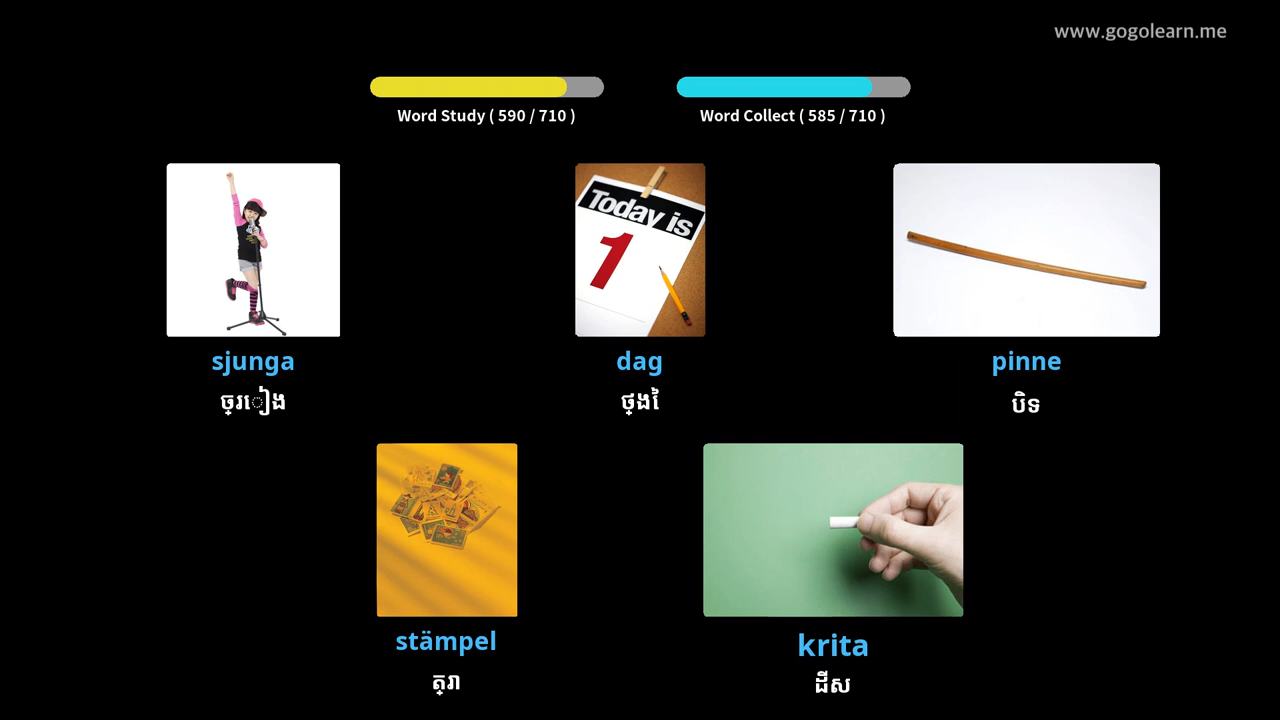 www.gogolearn.me
Word Study ( 590 / 710 )
Word Collect ( 585 / 710 )
Today is
1
sjunga
ច្រៀង
dag
ថ្ងៃ
pinne
បិទ
stämpel
ត្រា
krita
ដីស